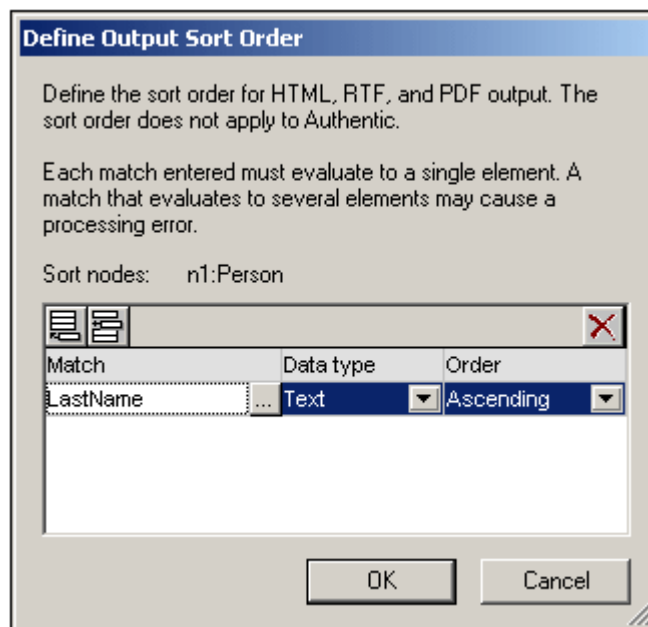 Define Output Sort Order
Define the sort order for HTML, RTF, and PDF output. The
sort order does not apply to Authentic.
Each match entered must evaluate to a single element. A
match that evaluates to several elements may cause a
processing error.
Sort nodes: n1:Person
Match Data type Order
LastName ... Text Ascending
OK Cancel